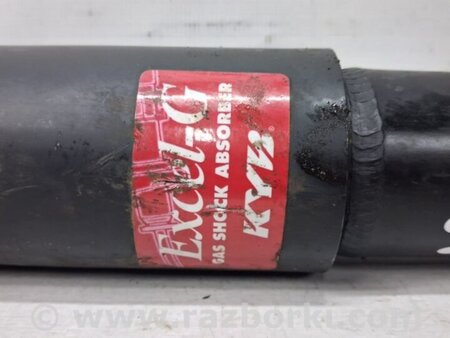 Excel-G
GAS SHOCK ABSORBER
KYB
www.razborki.com